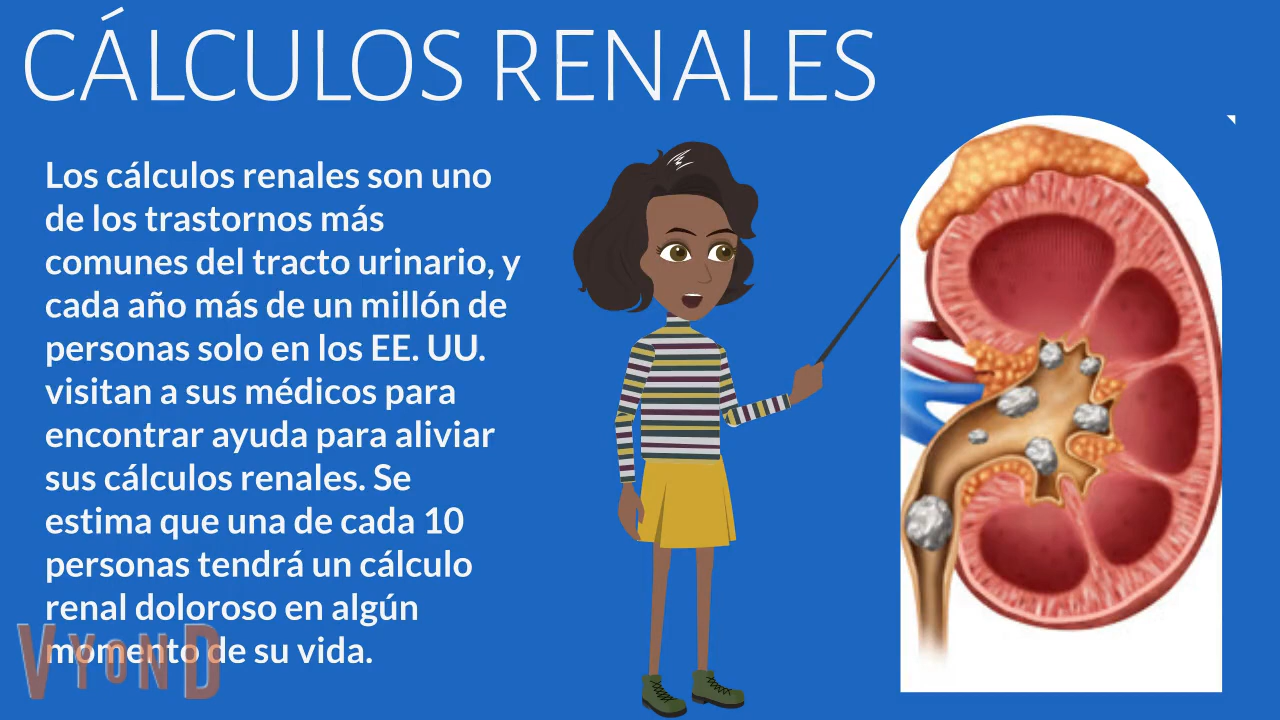 CÁLCULOS RENALES
Los cálculos renales son uno
de los trastornos más
comunes del tracto urinario, y
cada año más de un millón de
personas solo en los EE. UU.
visitan a sus médicos para
encontrar ayuda para aliviar
sus cálculos renales. Se
estima que una de cada 10
personas tendrá un cálculo
renal doloroso en algún
momento de su vida.
VYOND